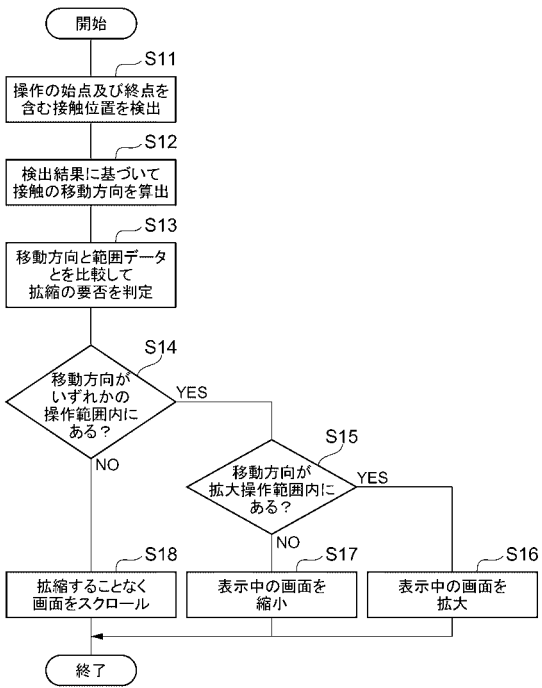 開始
S11
操作の始点及び終点を
含む接触位置を検出
S12
検出結果に基づいて
接触の移動方向を算出
S13
移動方向と範囲データ
とを比較して
拡縮の要否を判定
S14
移動方向が
いずれかの
操作範囲内に
ある?
YES
NO
S15
移動方向が
拡大操作範囲内に
ある?
YES
NO
S18
拡縮することなく
画面をスクロール
S17
表示中の画面を
縮小
S16
表示中の画面を
拡大
終了